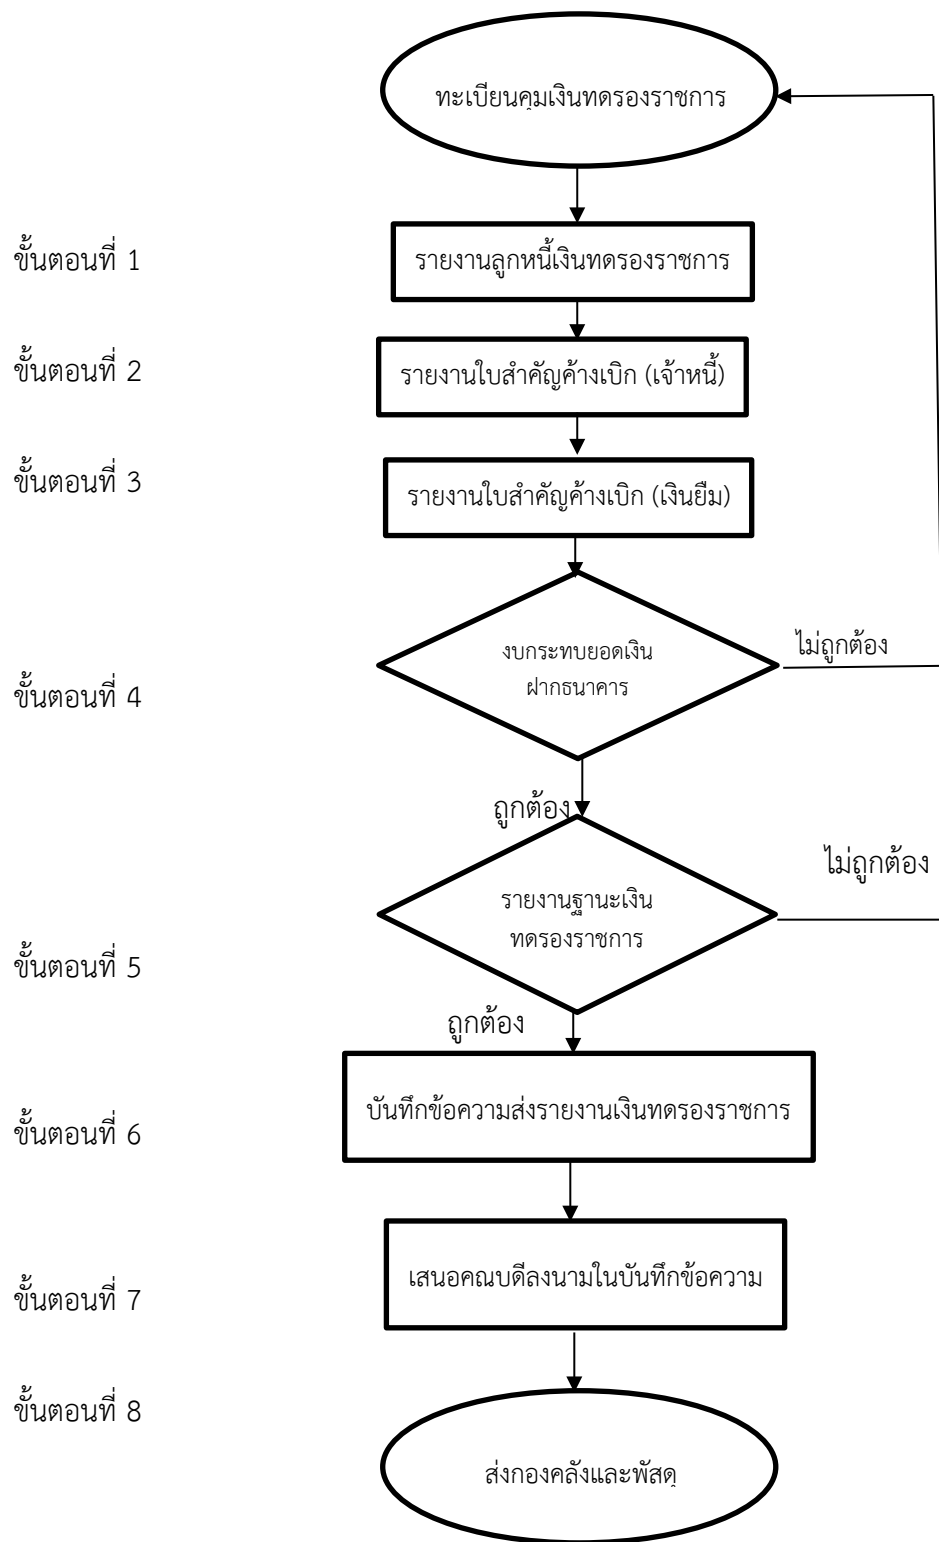 ทะเบียนคุมเงินทดรองราชการ
ขั้นตอนที่ 1
รายงานลูกหนี้เงินทดรองราชการ
ขั้นตอนที่ 2
รายงานใบสำคัญค้างเบิก (เจ้าหนี้)
ขั้นตอนที่ 3
รายงานใบสำคัญค้างเบิก (เงินยืม)
ขั้นตอนที่ 4
งบกระทบยอดเงิน
ฝากธนาคาร
ไม่ถูกต้อง
ถูกต้อง
ขั้นตอนที่ 5
รายงานฐานะเงิน
ทดรองราชการ
ไม่ถูกต้อง
ถูกต้อง
ขั้นตอนที่ 6
บันทึกข้อความส่งรายงานเงินทดรองราชการ
ขั้นตอนที่ 7
เสนอคณบดีลงนามในบันทึกข้อความ
ขั้นตอนที่ 8
ส่งกองคลังและพัสดุ